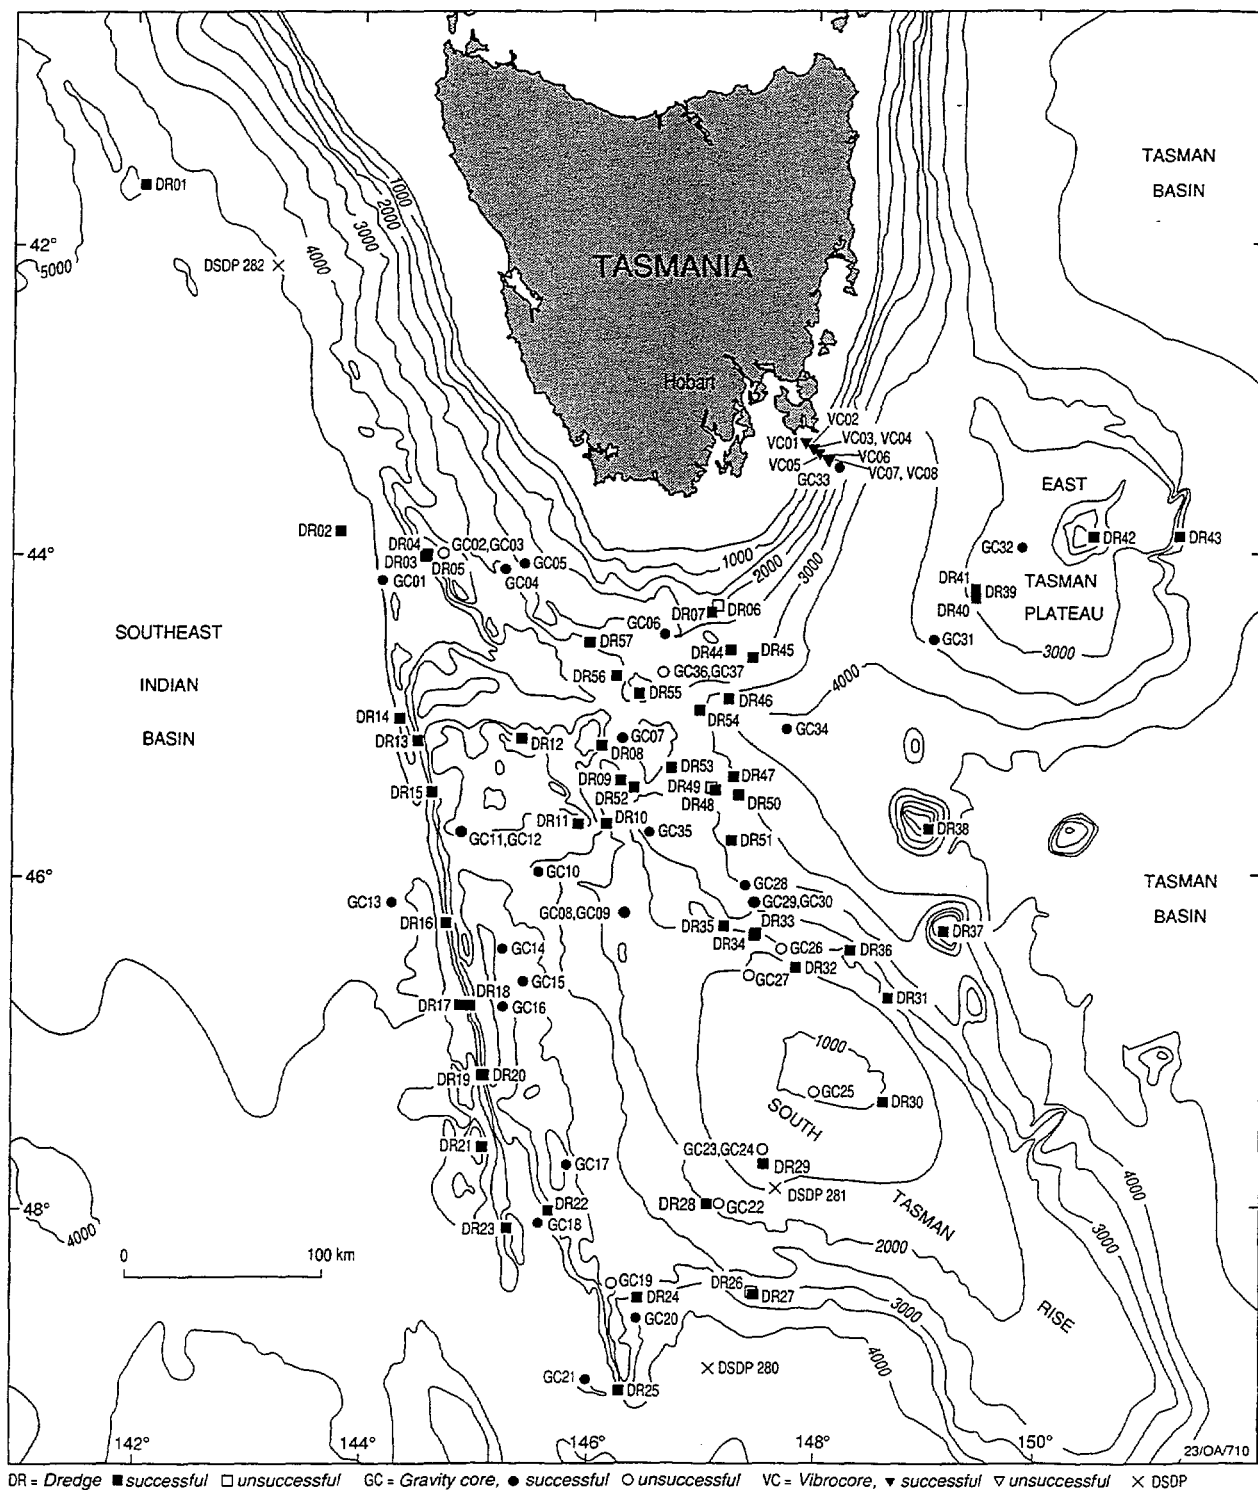 1000
2000
3000
4000
TASMAN
BASIN
DR01
42°
5000
DSDP 282
TASMANIA
Hobart
VC02
VC01
VC03, VC04
VC05
VC06
GC33
VC07, VC08
EAST
DR02
DR04
GC02,GC03
DR03
DR05
GC05
GC04
GC01
44°
1000
2000
3000
GC32
DR42
DR43
DR41
DR39
DR40
TASMAN
PLATEAU
GC31
3000
SOUTHEAST
INDIAN
BASIN
DR07
DR06
GC06
DR57
DR44
DR45
GC36,GC37
DR56
DR55
DR46
DR54
4000
GC34
DR14
DR13
DR12
GC07
DR08
DR53
DR09
DR52
DR49
DR48
DR47
DR50
DR15
DR11
DR10
GC35
DR51
DR38
GC11,GC12
46°
GC10
GC28
GC13
GC08,GC09
GC29,GC30
TASMAN
BASIN
DR16
DR35
DR33
DR34
GC26
DR36
DR37
GC14
GC27
DR32
GC15
DR31
DR17
DR18
GC16
1000
DR19
DR20
GC25
DR30
SOUTH
DR21
GC23,GC24
DR29
GC17
DSDP 281
48°
DR22
DR28
GC22
TASMAN
4000
DR23
GC18
2000
3000
4000
0
100 km
GC19
DR24
DR26
DR27
3000
RISE
GC20
4000
DSDP 280
GC21
DR25
142°
144°
146°
148°
150°
23/OA/710
DR = Dredge ■ successful □ unsuccessful GC = Gravity core, ● successful ○ unsuccessful VC = Vibrocore, ▼ successful ▽ unsuccessful × DSDP